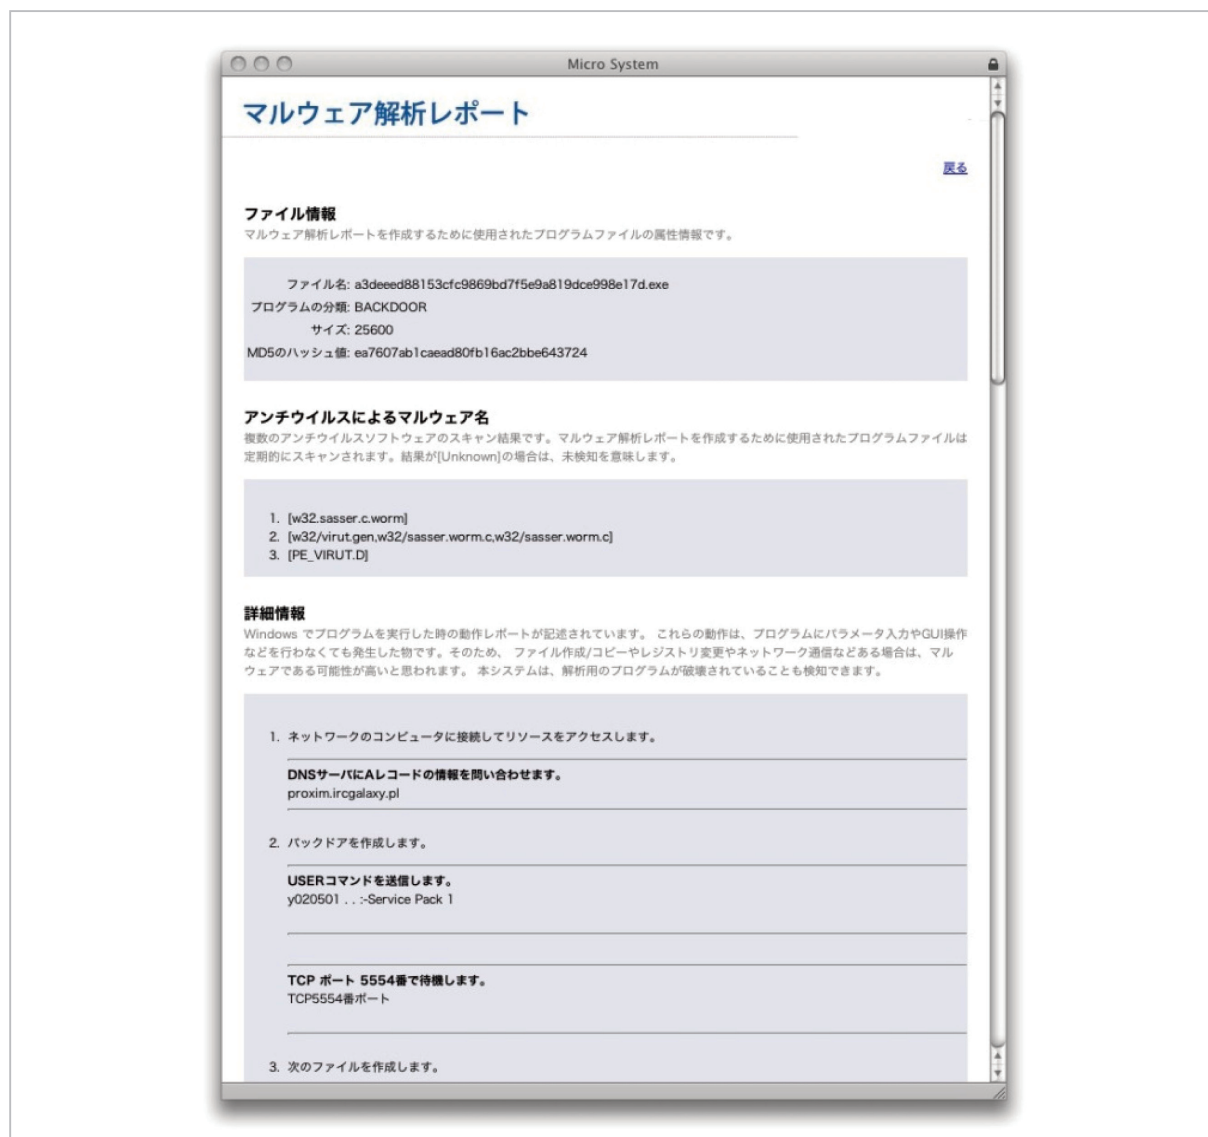 Micro System
マルウェア解析レポート
戻る
ファイル情報
マルウェア解析レポートを作成するために使用されたプログラムファイルの属性情報です。
ファイル名: a3deeed88153cfc9869bd7f5e9a819dce998e17d.exe
プログラムの分類: BACKDOOR
サイズ: 25600
MD5のハッシュ値: ea7607ab1caead80fb16ac2bbe643724
アンチウイルスによるマルウェア名
複数のアンチウイルスソフトウェアのスキャン結果です。マルウェア解析レポートを作成するために使用されたプログラムファイルは
定期的にスキャンされます。結果が[Unknown]の場合は、未検知を意味します。
1. [w32.sasser.c.worm]
2. [w32/virut.gen,w32/sasser.worm.c,w32/sasser.worm.c]
3. [PE_VIRUT.D]
詳細情報
Windows でプログラムを実行した時の動作レポートが記述されています。 これらの動作は、プログラムにパラメータ入力やGUI操作
などを行わなくても発生した物です。そのため、 ファイル作成/コピーやレジストリ変更やネットワーク通信などある場合は、マル
ウェアである可能性が高いと思われます。 本システムは、解析用のプログラムが破壊されていることも検知できます。
1. ネットワークのコンピュータに接続してリソースをアクセスします。
DNSサーバにAレコードの情報を問い合わせます。
proxim.ircgalaxy.pl
2. バックドアを作成します。
USERコマンドを送信します。
y020501 . . :-Service Pack 1
TCP ポート 5554番で待機します。
TCP5554番ポート
3. 次のファイルを作成します。